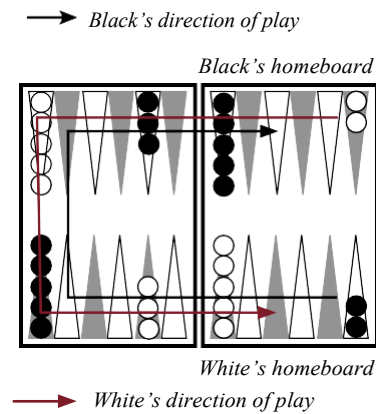 Black's direction of play
Black's homeboard
White's homeboard
White's direction of play